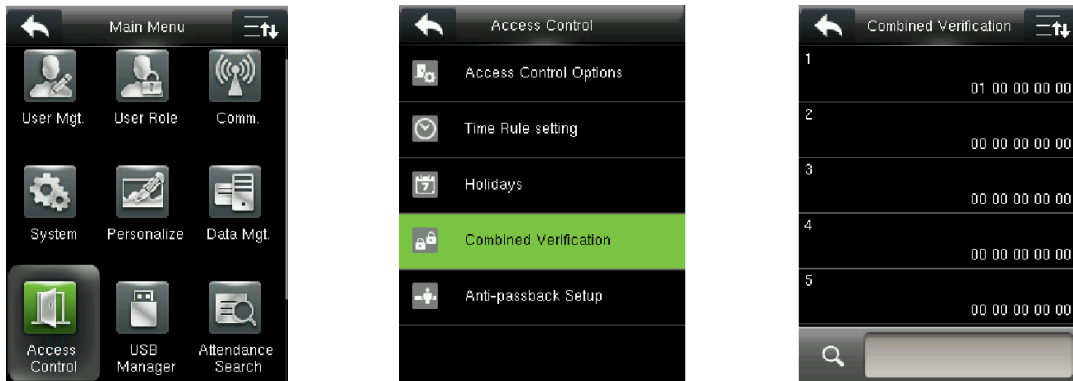 Main Menu
User Mgt.
User Role
Comm.
System
Personalize
Data Mgt.
Access
Control
USB
Manager
Attendance
Search
Access Control
Access Control Options
Time Rule setting
7
Holidays
Combined Verification
Anti-passback Setup
Combined Verification
1
01 00 00 00 00
2
00 00 00 00 00
3
00 00 00 00 00
4
00 00 00 00 00
5
00 00 00 00 00